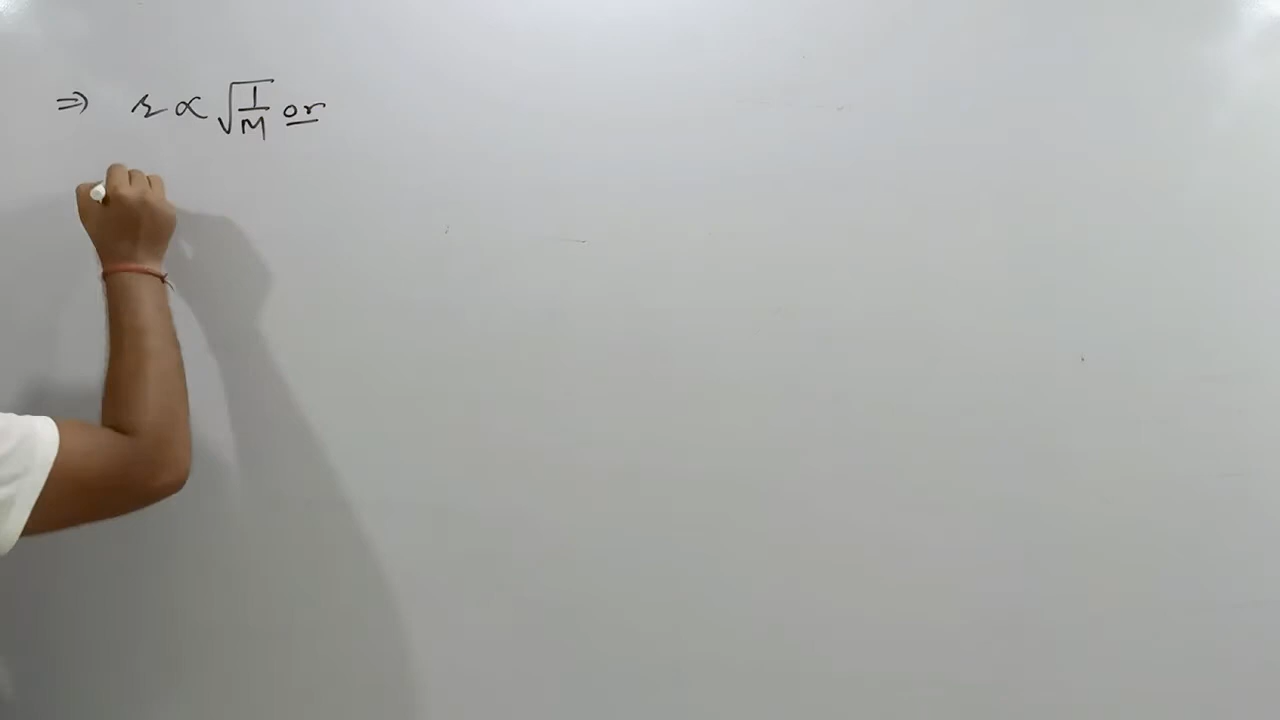 ⇒ r ∝ √(1/M) or